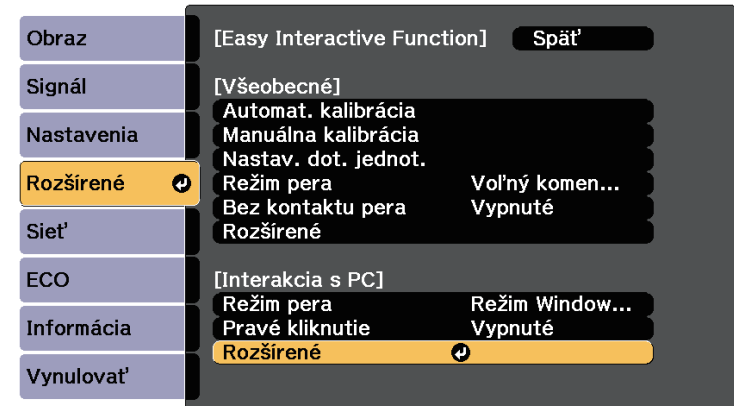 Obraz
Signál
Nastavenia
Rozšírené
Sieť
ECO
Informácia
Vynulovať
[Easy Interactive Function] Späť
[Všeobecné]
Automat. kalibrácia
Manuálna kalibrácia
Nastav. dot. jednot.
Režim pera Voľný komen...
Bez kontaktu pera Vypnuté
Rozšírené
[Interakcia s PC]
Režim pera Režim Window...
Pravé kliknutie Vypnuté
Rozšírené